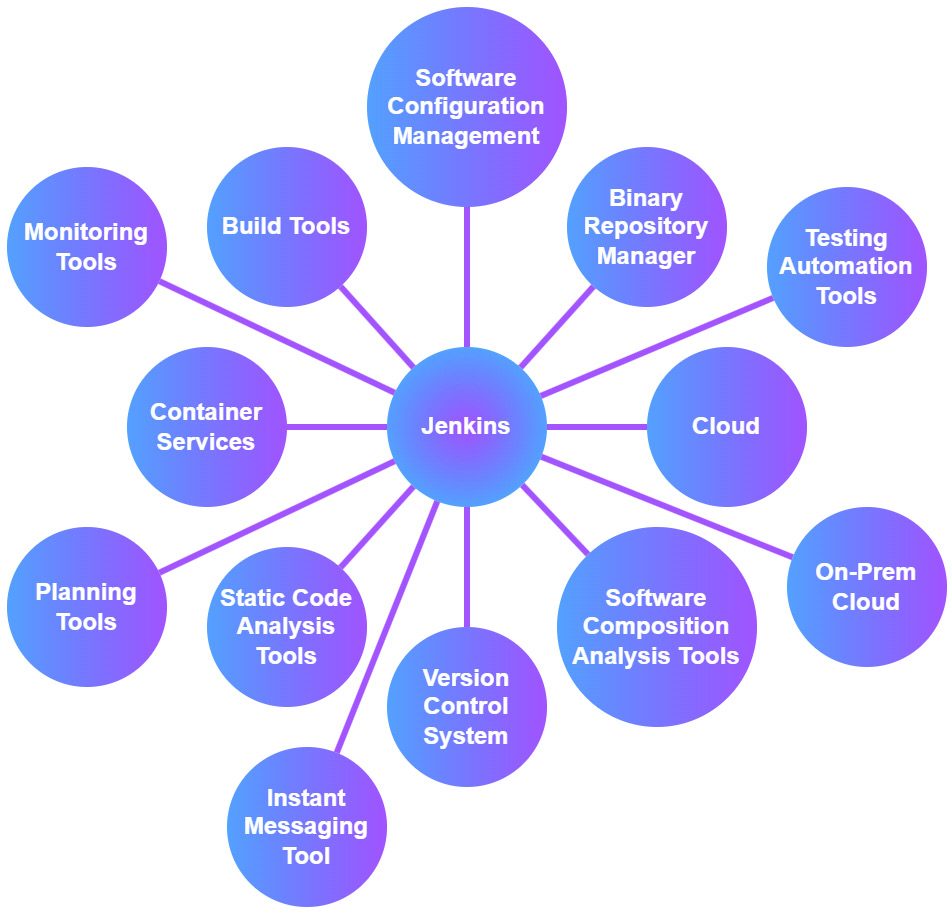 Software
Configuration
Management
Build Tools
Binary
Repository
Manager
Monitoring
Tools
Testing
Automation
Tools
Container
Services
Jenkins
Cloud
Planning
Tools
Static Code
Analysis
Tools
Version
Control
System
Software
Composition
Analysis Tools
On-Prem
Cloud
Instant
Messaging
Tool